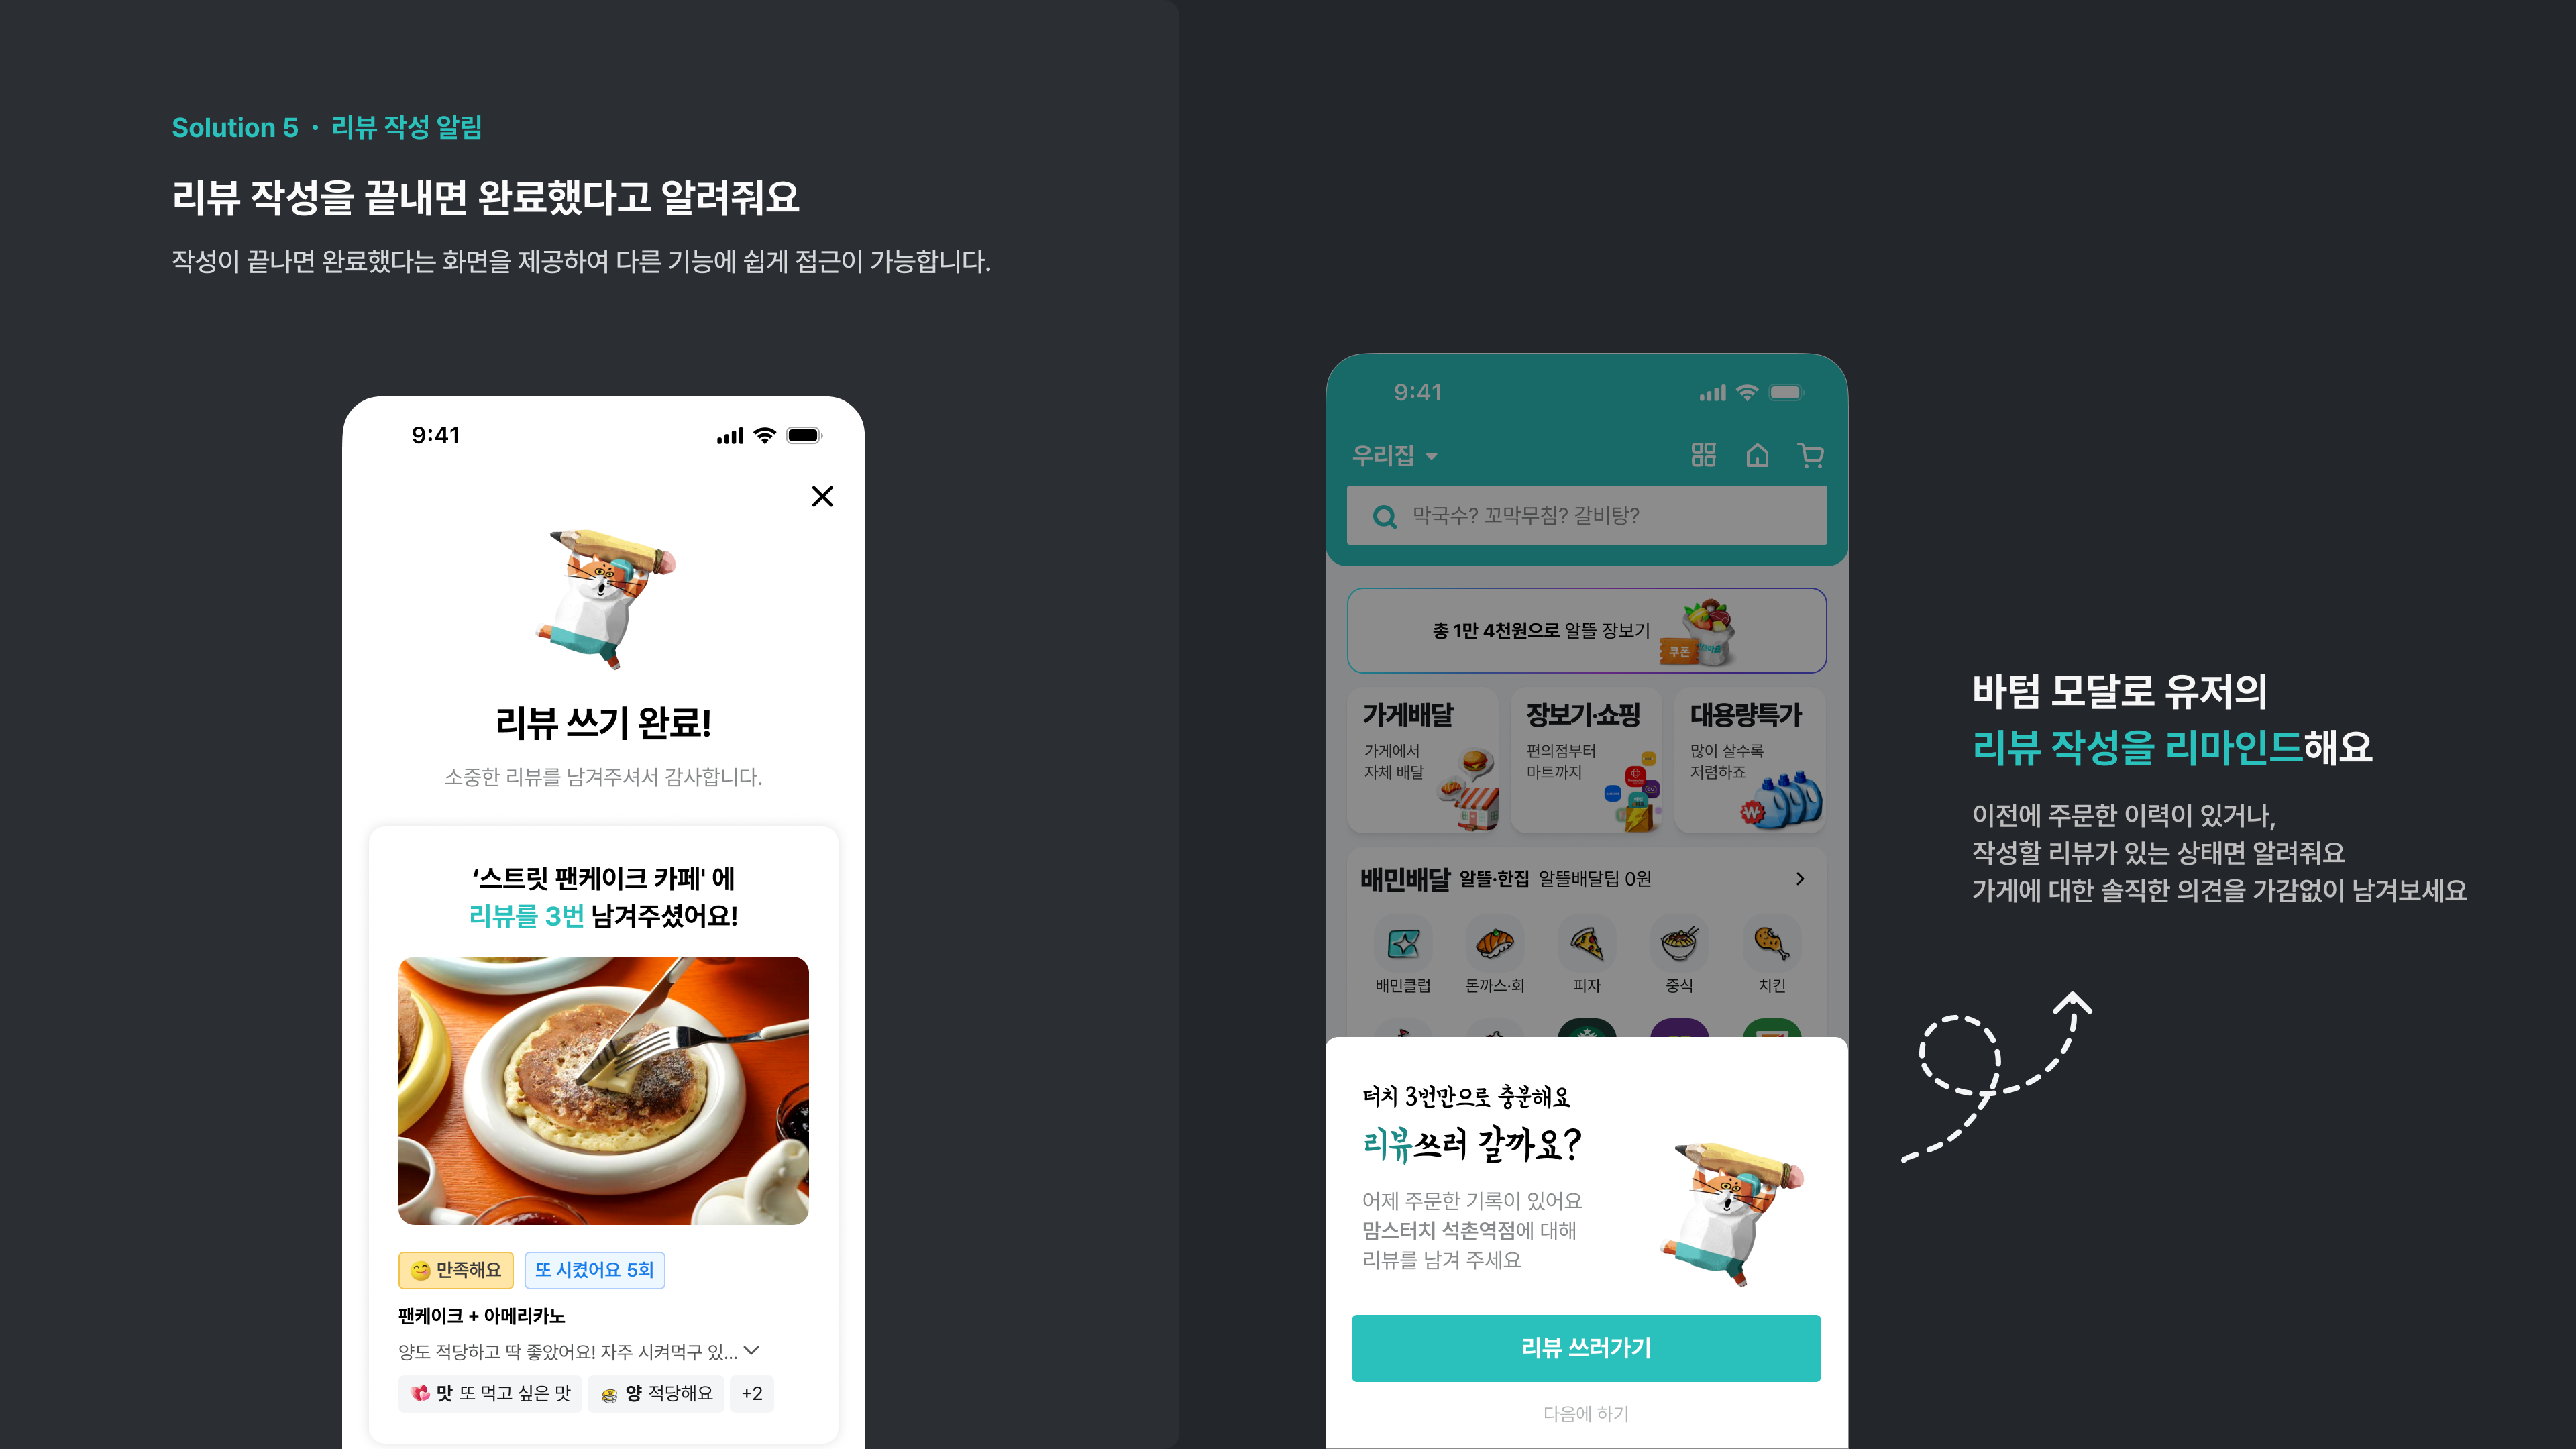 Solution 5 • 리뷰 작성 알림
리뷰 작성을 끝내면 완료했다고 알려줘요
작성이 끝나면 완료했다는 화면을 제공하여 다른 기능에 쉽게 접근이 가능합니다.
9:41
리뷰 쓰기 완료!
소중한 리뷰를 남겨주셔서 감사합니다.
‘스트릿 팬케이크 카페' 에
리뷰를 3번 남겨주셨어요!
만족해요
또 시켰어요 5회
팬케이크 + 아메리카노
양도 적당하고 딱 좋았어요! 자주 시켜먹구 있...
맛 또 먹고 싶은 맛
양 적당해요
+2
9:41
우리집
막국수? 꼬막무침? 갈비탕?
총 1만 4천원으로 알뜰 장보기
쿠폰
가게배달
가게에서
자체 배달
장보기·쇼핑
편의점부터
마트까지
대용량특가
많이 살수록
저렴하죠
배민배달 알뜰·한집 알뜰배달팁 0원
배민클럽
돈까스·회
피자
중식
치킨
터치 3번만으로 충분해요
리뷰쓰러 갈까요?
어제 주문한 기록이 있어요
맘스터치 석촌역점에 대해
리뷰를 남겨 주세요
리뷰 쓰러가기
다음에 하기
바텀 모달로 유저의
리뷰 작성을 리마인드해요
이전에 주문한 이력이 있거나,
작성할 리뷰가 있는 상태면 알려줘요
가게에 대한 솔직한 의견을 가감없이 남겨보세요